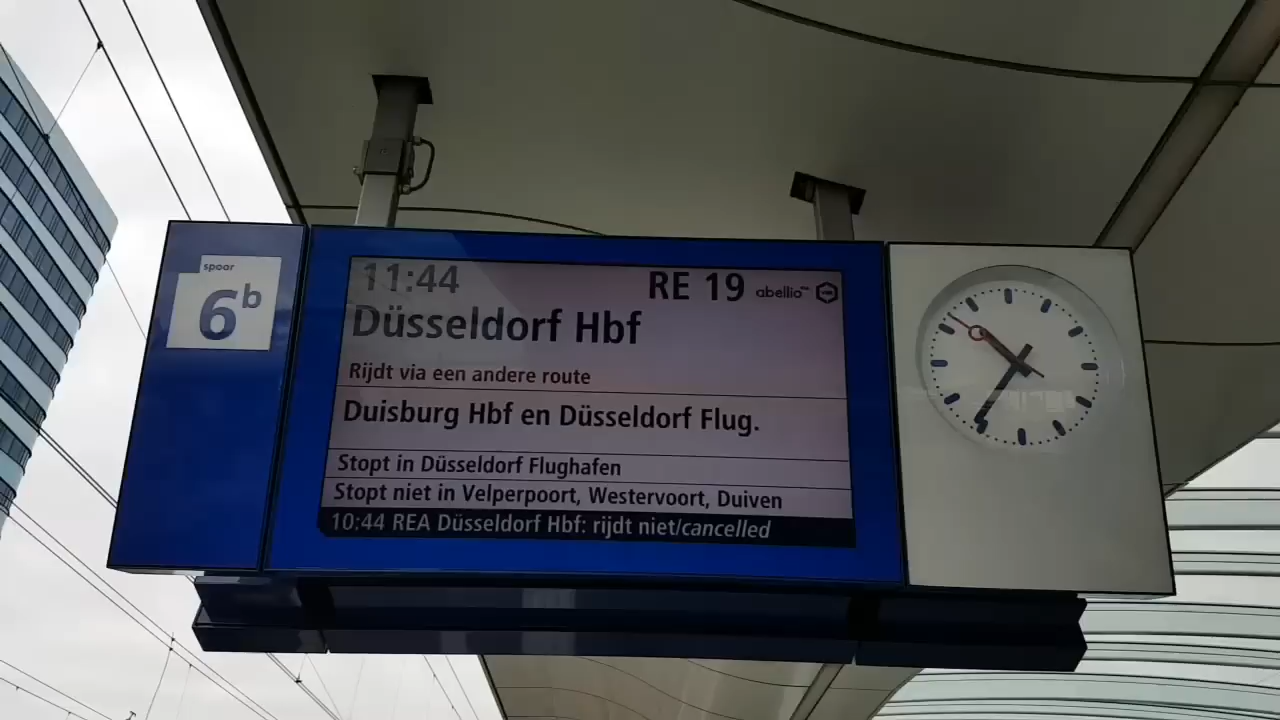 spoor
6b
11:44 RE 19 abellio
Düsseldorf Hbf
Rijdt via een andere route
Duisburg Hbf en Düsseldorf Flug.
Stopt in Düsseldorf Flughafen
Stopt niet in Velperpoort, Westervoort, Duiven
10:44 REA Düsseldorf Hbf: rijdt niet/cancelled